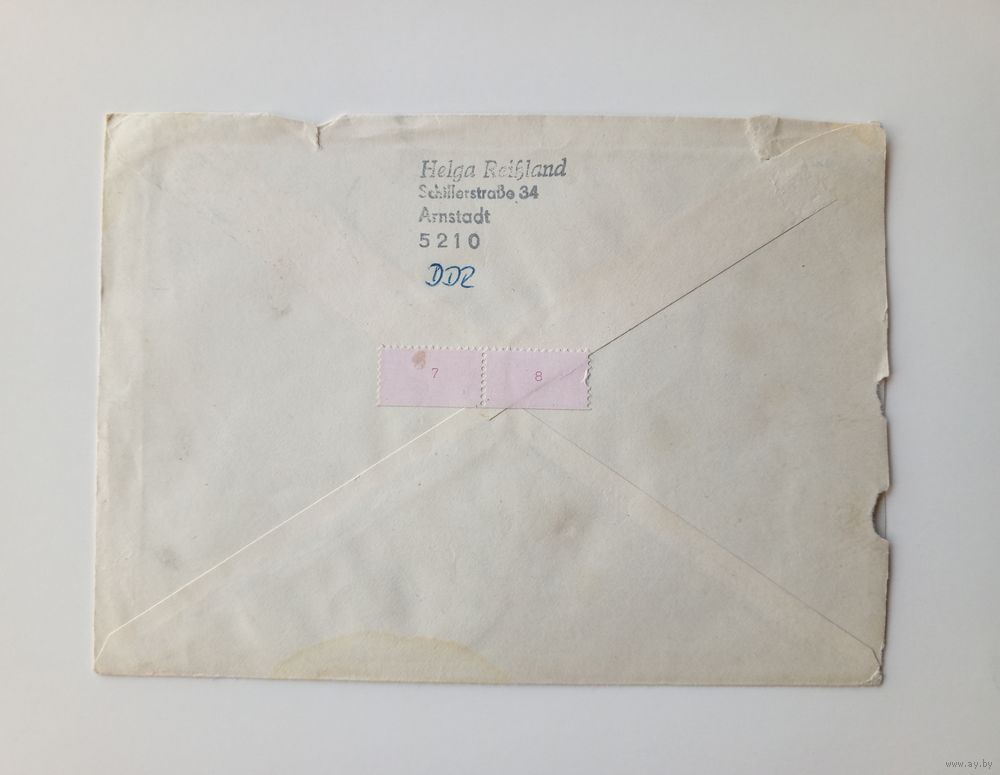 Helga Reißland
Schillerstraße 34
Arnstadt
5210
DDR
7
8
www.ay.by